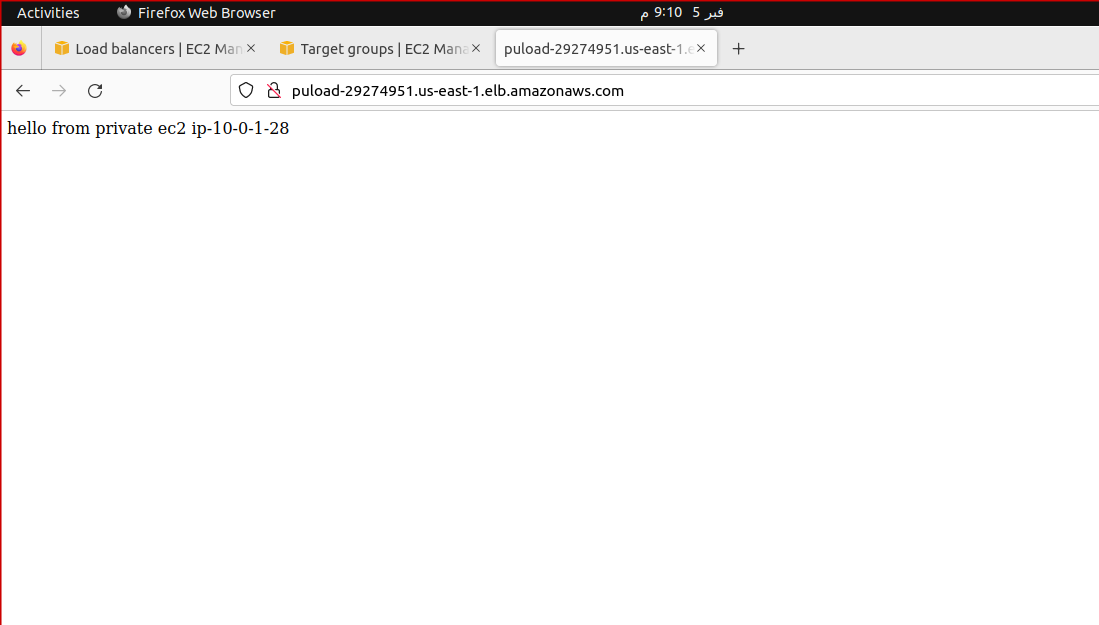 Activities Firefox Web Browser فبر 5 9:10 م
Load balancers | EC2 Man Target groups | EC2 Mana puload-29274951.us-east-1.e
puload-29274951.us-east-1.elb.amazonaws.com
hello from private ec2 ip-10-0-1-28